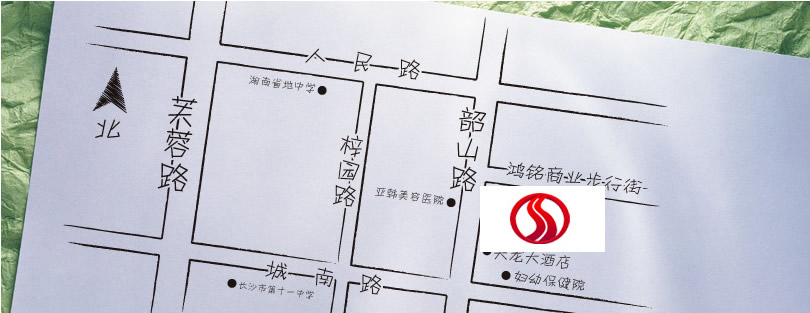 人民路
湖南省地中学
北
芙蓉路
梓园路
韶山路
鸿铭商业步行街
亚韩美容医院
大龙大酒店
妇幼保健院
城南路
长沙市第十一中学